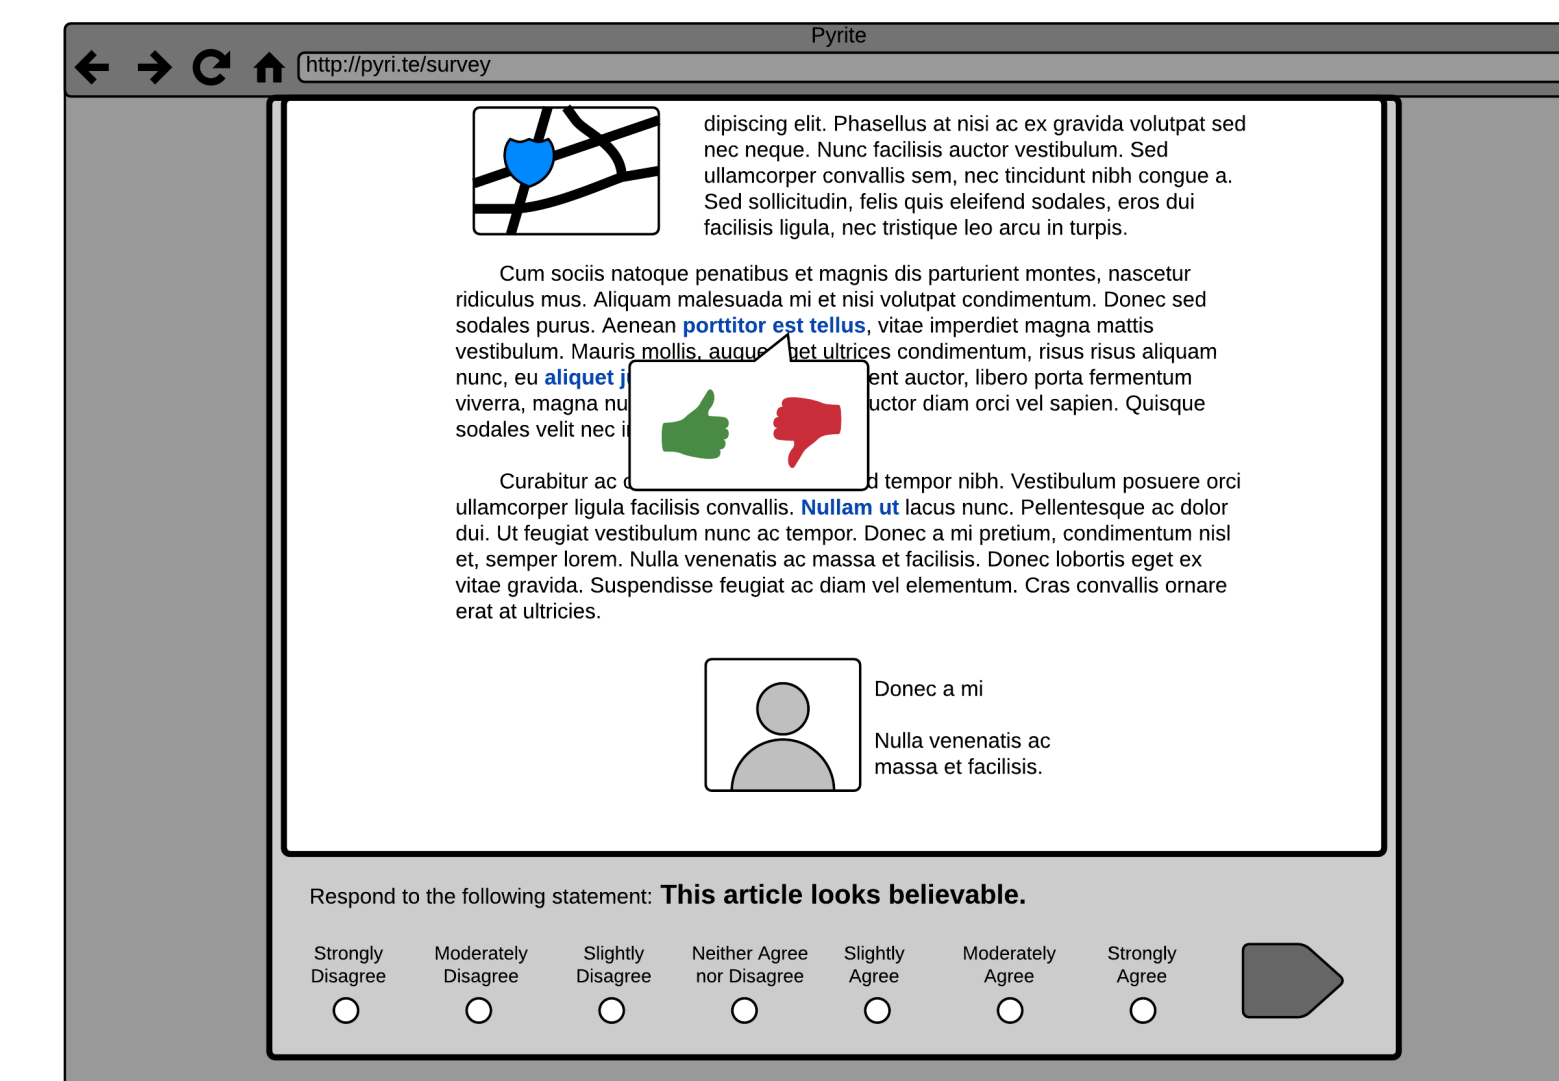 Pyrite
http://pyri.te/survey
dipiscing elit. Phasellus at nisi ac ex gravida volutpat sed
nec neque. Nunc facilisis auctor vestibulum. Sed
ullamcorper convallis sem, nec tincidunt nibh congue a.
Sed sollicitudin, felis quis eleifend sodales, eros dui
facilisis ligula, nec tristique leo arcu in turpis.
Cum sociis natoque penatibus et magnis dis parturient montes, nascetur
ridiculus mus. Aliquam malesuada mi et nisi volutpat condimentum. Donec sed
sodales purus. Aenean porttitor est tellus, vitae imperdiet magna mattis
vestibulum. Mauris mollis, augue get ultrices condimentum, risus risus aliquam
nunc, eu aliquet ent auctor, libero porta fermentum
viverra, magna uctor diam orci vel sapien. Quisque
sodales velit nec
Curabitur ac tempor nibh. Vestibulum posuere orci
ullamcorper ligula facilisis convallis. Nullam ut lacus nunc. Pellentesque ac dolor
dui. Ut feugiat vestibulum nunc ac tempor. Donec a mi pretium, condimentum nisl
et, semper lorem. Nulla venenatis ac massa et facilisis. Donec lobortis eget ex
vitae gravida. Suspendisse feugiat ac diam vel elementum. Cras convallis ornare
erat at ultricies.
Donec a mi
Nulla venenatis ac
massa et facilisis.
Respond to the following statement: This article looks believable.
Strongly Disagree
Moderately Disagree
Slightly Disagree
Neither Agree nor Disagree
Slightly Agree
Moderately Agree
Strongly Agree